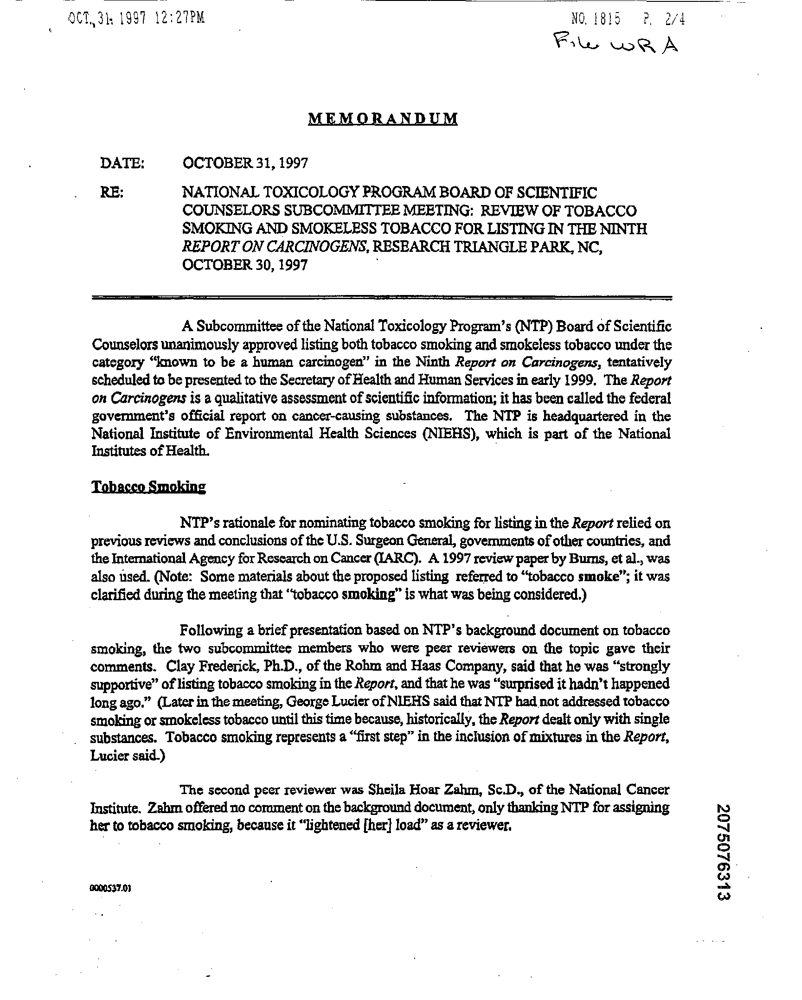 OCT. 31. 1997 12:27PM
NO. 1815 P. 2/4
File WRA
MEMORANDUM
DATE: OCTOBER 31, 1997
RE: NATIONAL TOXICOLOGY PROGRAM BOARD OF SCIENTIFIC
COUNSELORS SUBCOMMITTEE MEETING: REVIEW OF TOBACCO
SMOKING AND SMOKELESS TOBACCO FOR LISTING IN THE NINTH
REPORT ON CARCINOGENS, RESEARCH TRIANGLE PARK, NC,
OCTOBER 30, 1997
A Subcommittee of the National Toxicology Program's (NTP) Board of Scientific
Counselors unanimously approved listing both tobacco smoking and smokeless tobacco under the
category "known to be a human carcinogen" in the Ninth Report on Carcinogens, tentatively
scheduled to be presented to the Secretary of Health and Human Services in early 1999. The Report
on Carcinogens is a qualitative assessment of scientific information; it has been called the federal
government's official report on cancer-causing substances. The NTP is headquartered in the
National Institute of Environmental Health Sciences (NIEHS), which is part of the National
Institutes of Health.
Tobacco Smoking
NTP's rationale for nominating tobacco smoking for listing in the Report relied on
previous reviews and conclusions of the U.S. Surgeon General, governments of other countries, and
the International Agency for Research on Cancer (IARC). A 1997 review paper by Burns, et al., was
also used. (Note: Some materials about the proposed listing referred to "tobacco smoke"; it was
clarified during the meeting that "tobacco smoking" is what was being considered.)
Following a brief presentation based on NTP's background document on tobacco
smoking, the two subcommittee members who were peer reviewers on the topic gave their
comments. Clay Frederick, Ph.D., of the Rohm and Haas Company, said that he was "strongly
supportive" of listing tobacco smoking in the Report, and that he was "surprised it hadn't happened
long ago." (Later in the meeting, George Lucier of NIEHS said that NTP had not addressed tobacco
smoking or smokeless tobacco until this time because, historically, the Report dealt only with single
substances. Tobacco smoking represents a "first step" in the inclusion of mixtures in the Report,
Lucier said.)
The second peer reviewer was Sheila Hoar Zahm, Sc.D., of the National Cancer
Institute. Zahm offered no comment on the background document, only thanking NTP for assigning
her to tobacco smoking, because it "lightened [her] load" as a reviewer.
0000537.01
2075076313